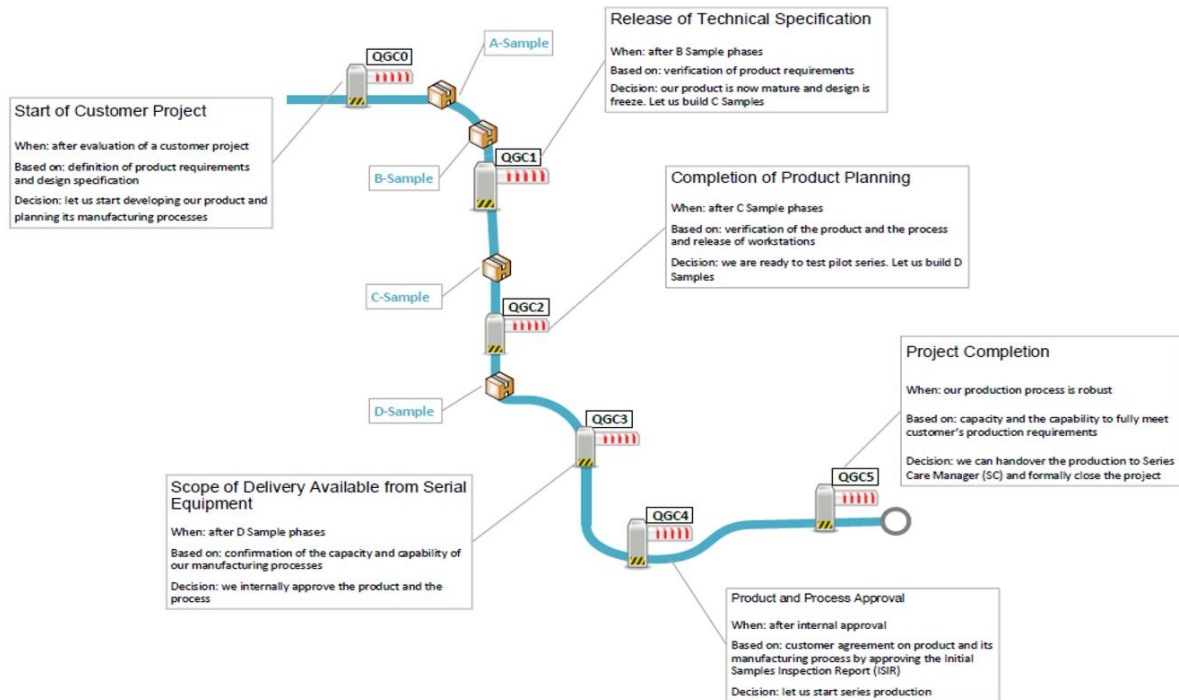 QGC0
A-Sample
Start of Customer Project
When: after evaluation of a customer project
Based on: definition of product requirements
and design specification
Decision: let us start developing our product and
planning its manufacturing processes
B-Sample
QGC1
Release of Technical Specification
When: after B Sample phases
Based on: verification of product requirements
Decision: our product is now mature and design is
freeze. Let us build C Samples
C-Sample
QGC2
Completion of Product Planning
When: after C Sample phases
Based on: verification of the product and the process
and release of workstations
Decision: we are ready to test pilot series. Let us build D
Samples
D-Sample
QGC3
Scope of Delivery Available from Serial
Equipment
When: after D Sample phases
Based on: confirmation of the capacity and capability of
our manufacturing processes
Decision: we internally approve the product and the
process
QGC4
Product and Process Approval
When: after internal approval
Based on: customer agreement on product and its
manufacturing process by approving the Initial
Samples Inspection Report (ISIR)
Decision: let us start series production
QGC5
Project Completion
When: our production process is robust
Based on: capacity and the capability to fully meet
customer's production requirements
Decision: we can handover the production to Series
Care Manager (SC) and formally close the project